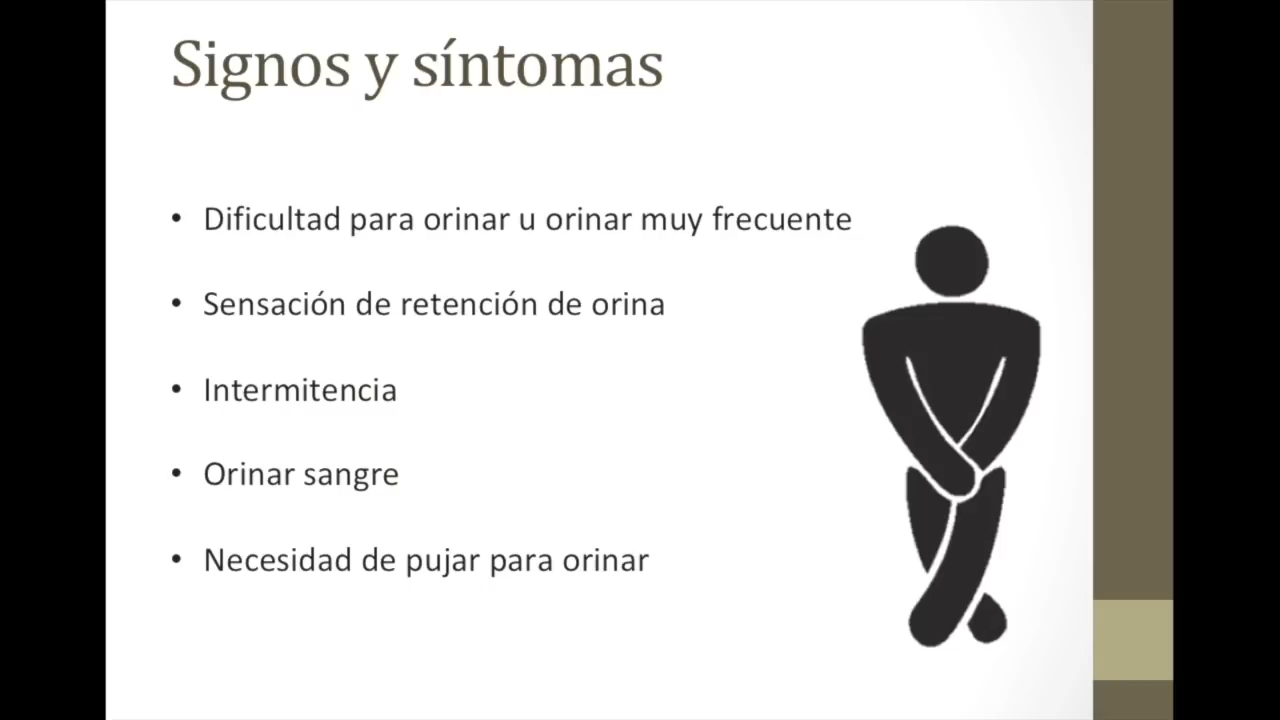 Signos y síntomas
• Dificultad para orinar u orinar muy frecuente
• Sensación de retención de orina
• Intermitencia
• Orinar sangre
• Necesidad de pujar para orinar